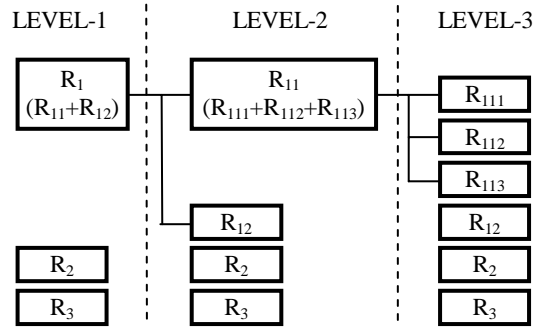 LEVEL-1 LEVEL-2 LEVEL-3
R₁
(R₁₁+R₁₂)
R₁₁
(R₁₁₁+R₁₁₂+R₁₁₃)
R₁₁₁
R₁₁₂
R₁₁₃
R₁₂ R₁₂
R₂ R₂ R₂
R₃ R₃ R₃